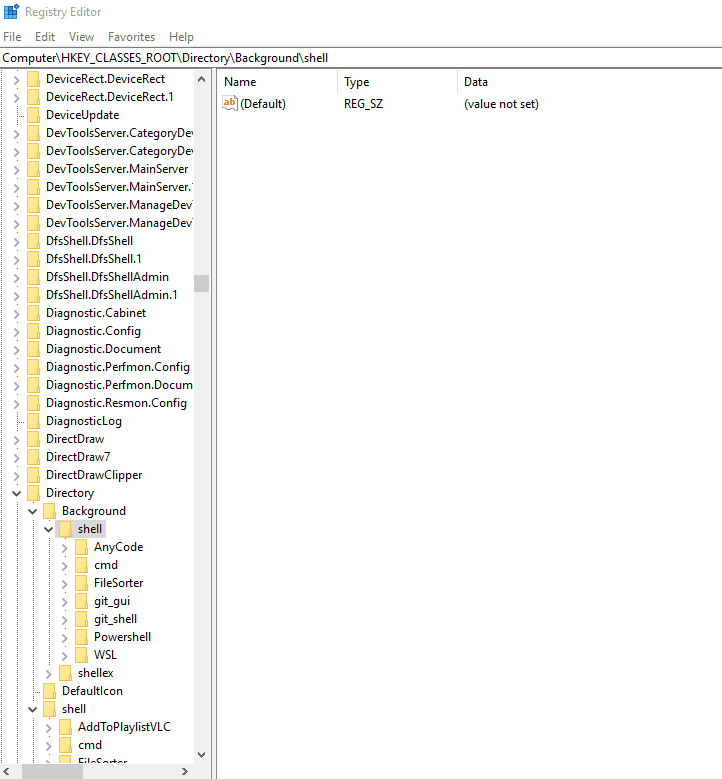 Registry Editor
File Edit View Favorites Help
Computer\HKEY_CLASSES_ROOT\Directory\Background\shell
DeviceRect.DeviceRect
DeviceRect.DeviceRect.1
DeviceUpdate
DevToolsServer.CategoryDev
DevToolsServer.CategoryDev
DevToolsServer.MainServer
DevToolsServer.MainServer.
DevToolsServer.ManageDev
DevToolsServer.ManageDev
DfsShell.DfsShell
DfsShell.DfsShell.1
DfsShell.DfsShellAdmin
DfsShell.DfsShellAdmin.1
Diagnostic.Cabinet
Diagnostic.Config
Diagnostic.Document
Diagnostic.Perfmon.Config
Diagnostic.Perfmon.Docum
Diagnostic.Resmon.Config
DiagnosticLog
DirectDraw
DirectDraw7
DirectDrawClipper
Directory
Background
shell
AnyCode
cmd
FileSorter
git_gui
git_shell
Powershell
WSL
shellex
DefaultIcon
shell
AddToPlaylistVLC
cmd
FileSorter
Name Type Data
ab (Default) REG_SZ (value not set)